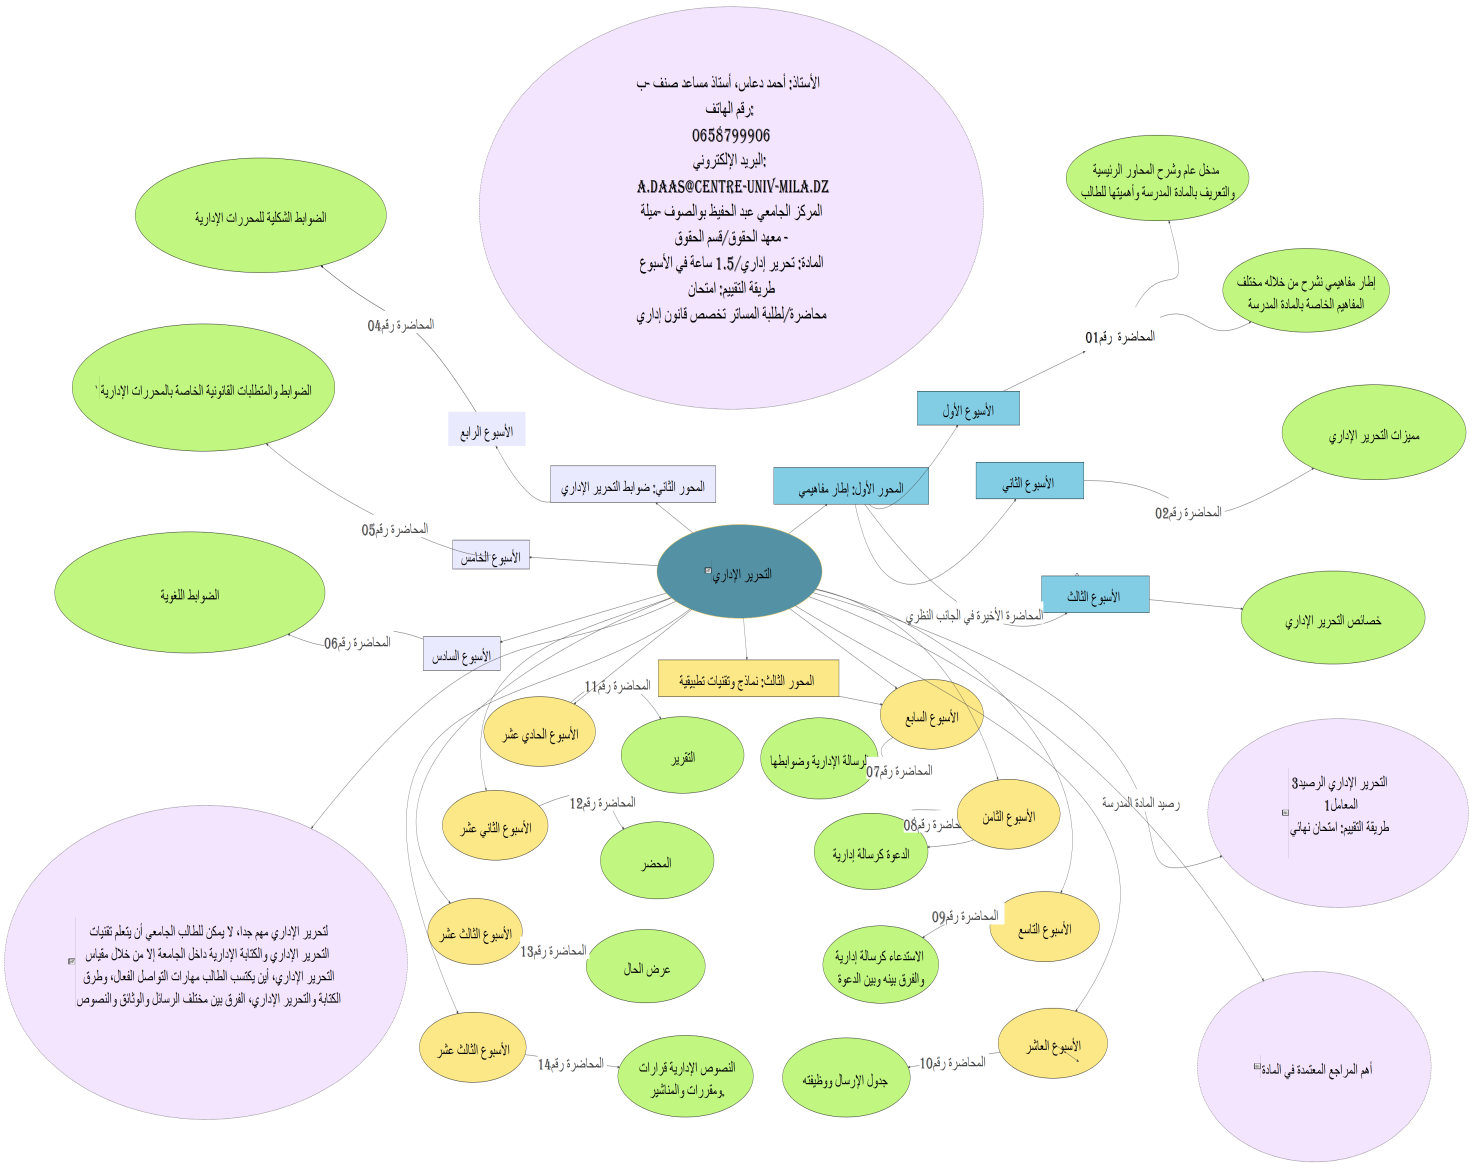 الأستاذ: أحمد دعاس، أستاذ مساعد صنف -ب
رقم الهاتف:
0658799906
البريد الإلكتروني:
A.DAAS@CENTRE-UNIV-MILA.DZ
المركز الجامعي عبد الحفيظ بوالصوف -ميلة
- معهد الحقوق/قسم الحقوق
المادة: تحرير إداري/1.5 ساعة في الأسبوع
طريقة التقييم: امتحان
محاضرة/لطلبة المساتر تخصص قانون إداري
مدخل عام وشرح المحاور الرئيسية
والتعريف بالمادة المدرسة وأهميتها للطالب
إطار مفاهيمي نشرح من خلاله مختلف
المفاهيم الخاصة بالمادة المدرسة
المحاضرة رقم01
الأسبوع الأول
مميزات التحرير الإداري
المحاضرة رقم02
الأسبوع الثاني
المحور الأول: إطار مفاهيمي
الضوابط الشكلية للمحررات الإدارية
المحاضرة رقم04
الأسبوع الرابع
المحور الثاني: ضوابط التحرير الإداري
الضوابط والمتطلبات القانونية الخاصة بالمحررات الإدارية
المحاضرة رقم05
الأسبوع الخامس
التحرير الإداري
الأسبوع الثالث
المحاضرة الأخيرة في الجانب النظري
خصائص التحرير الإداري
الضوابط اللغوية
المحاضرة رقم06
الأسبوع السادس
المحور الثالث: نماذج وتقنيات تطبيقية
الأسبوع السابع
المحاضرة رقم07
لرسالة الإدارية وضوابطها
المحاضرة رقم11
الأسبوع الحادي عشر
التقرير
الأسبوع الثامن
حاضرة رقم08
الدعوة كرسالة إدارية
المحاضرة رقم12
الأسبوع الثاني عشر
المحضر
رصيد المادة المدرسة
التحرير الإداري الرصيد3
المعامل1
طريقة التقييم: امتحان نهائي
الأسبوع التاسع
المحاضرة رقم09
الاستدعاء كرسالة إدارية
والفرق بينه وبين الدعوة
الأسبوع الثالث عشر
المحاضرة رقم13
عرض الحال
لتحرير الإداري مهم جدا، لا يمكن للطالب الجامعي أن يتعلم تقنيات
التحرير الإداري والكتابة الإدارية داخل الجامعة إلا من خلال مقياس
التحرير الإداري، أين يكتسب الطالب مهارات التواصل الفعال، وطرق
الكتابة والتحرير الإداري، الفرق بين مختلف الرسائل والوثائق والنصوص
الأسبوع العاشر
المحاضرة رقم10
جدول الإرسال ووظيفته
الأسبوع الثالث عشر
المحاضرة رقم14
النصوص الإدارية قرارات
ومقررات والمناشير.
أهم المراجع المعتمدة في المادة